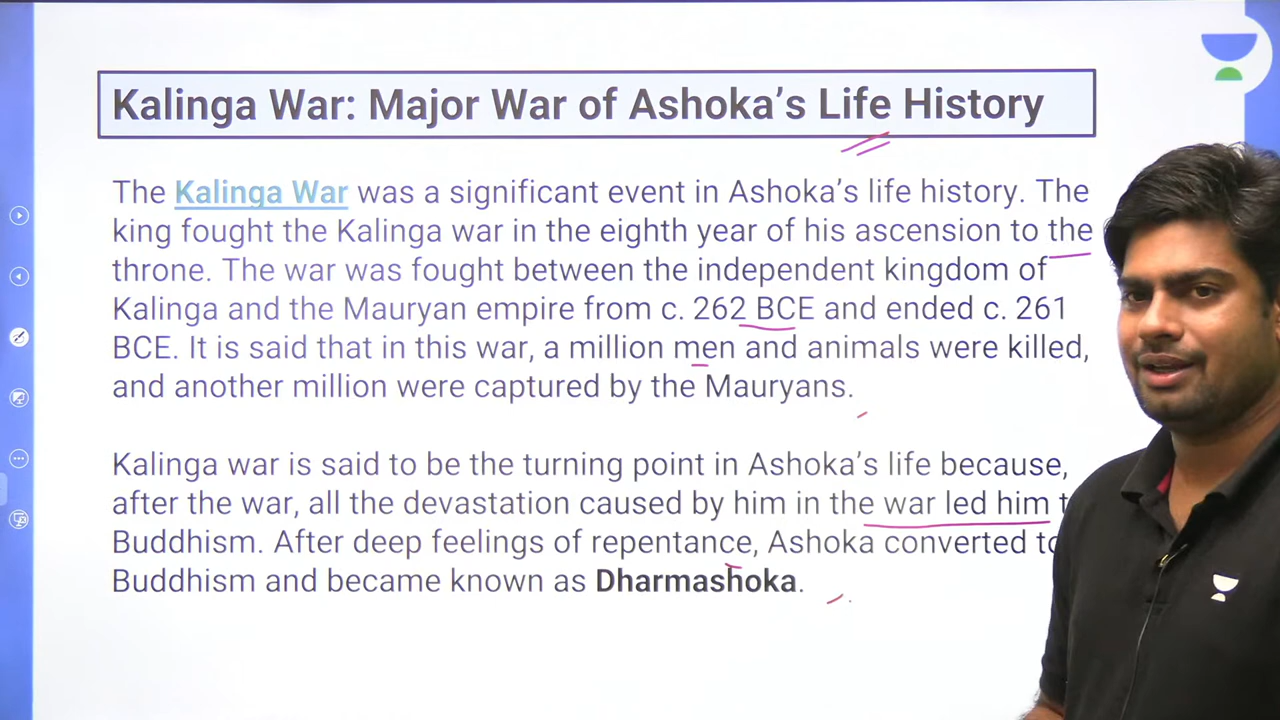 Kalinga War: Major War of Ashoka's Life History
The Kalinga War was a significant event in Ashoka's life history. The
king fought the Kalinga war in the eighth year of his ascension to the
throne. The war was fought between the independent kingdom of
Kalinga and the Mauryan empire from c. 262 BCE and ended c. 261
BCE. It is said that in this war, a million men and animals were killed,
and another million were captured by the Mauryans.
Kalinga war is said to be the turning point in Ashoka's life because,
after the war, all the devastation caused by him in the war led him
Buddhism. After deep feelings of repentance, Ashoka converted to
Buddhism and became known as Dharmashoka.